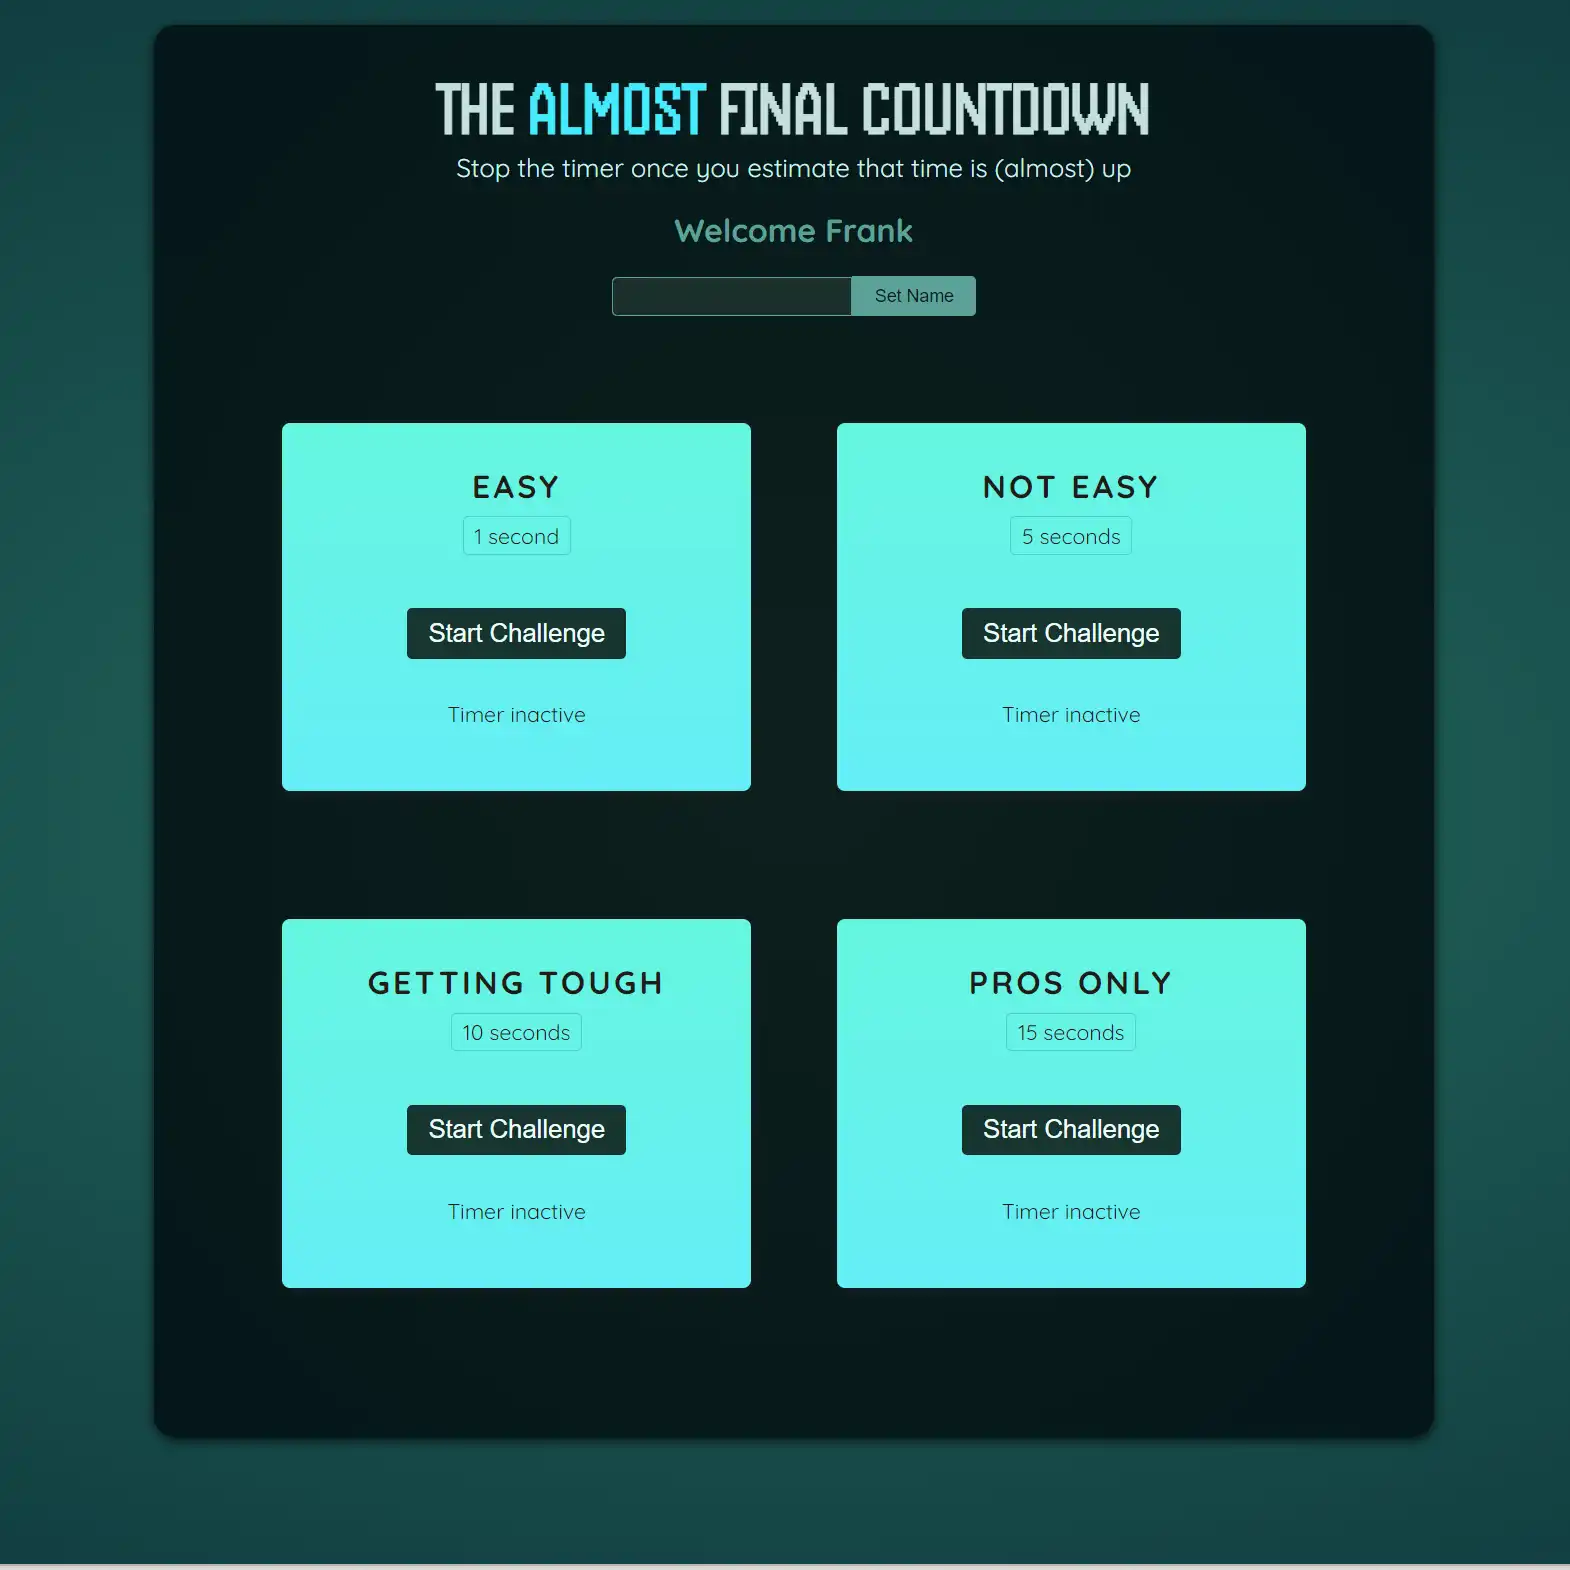 THE ALMOST FINAL COUNTDOWN
Stop the timer once you estimate that time is (almost) up
Welcome Frank
Set Name
EASY
1 second
Start Challenge
Timer inactive
NOT EASY
5 seconds
Start Challenge
Timer inactive
GETTING TOUGH
10 seconds
Start Challenge
Timer inactive
PROS ONLY
15 seconds
Start Challenge
Timer inactive